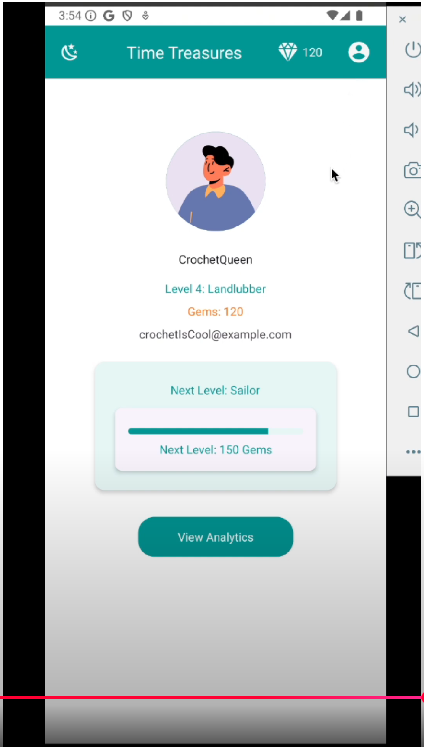 3:54
Time Treasures
120
CrochetQueen
Level 4: Landlubber
Gems: 120
crochetIsCool@example.com
Next Level: Sailor
Next Level: 150 Gems
View Analytics